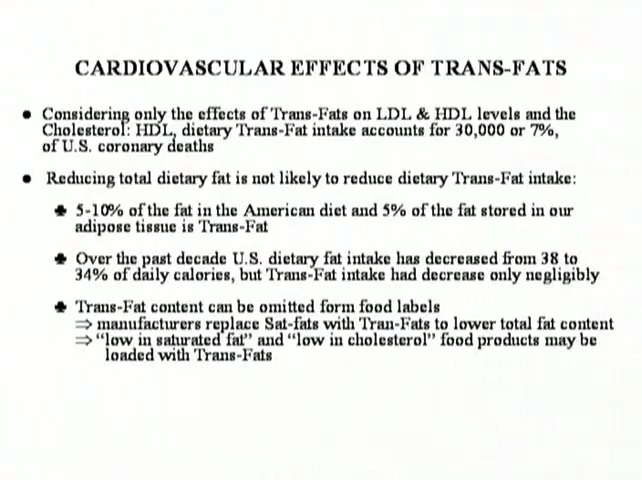 CARDIOVASCULAR EFFECTS OF TRANS-FATS
● Considering only the effects of Trans-Fats on LDL & HDL levels and the
Cholesterol: HDL, dietary Trans-Fat intake accounts for 30,000 or 7%,
of U.S. coronary deaths
● Reducing total dietary fat is not likely to reduce dietary Trans-Fat intake:
♣ 5-10% of the fat in the American diet and 5% of the fat stored in our
adipose tissue is Trans-Fat
♣ Over the past decade U.S. dietary fat intake has decreased from 38 to
34% of daily calories, but Trans-Fat intake had decrease only negligibly
♣ Trans-Fat content can be omitted form food labels
⇒ manufacturers replace Sat-fats with Tran-Fats to lower total fat content
⇒ "low in saturated fat" and "low in cholesterol" food products may be
loaded with Trans-Fats